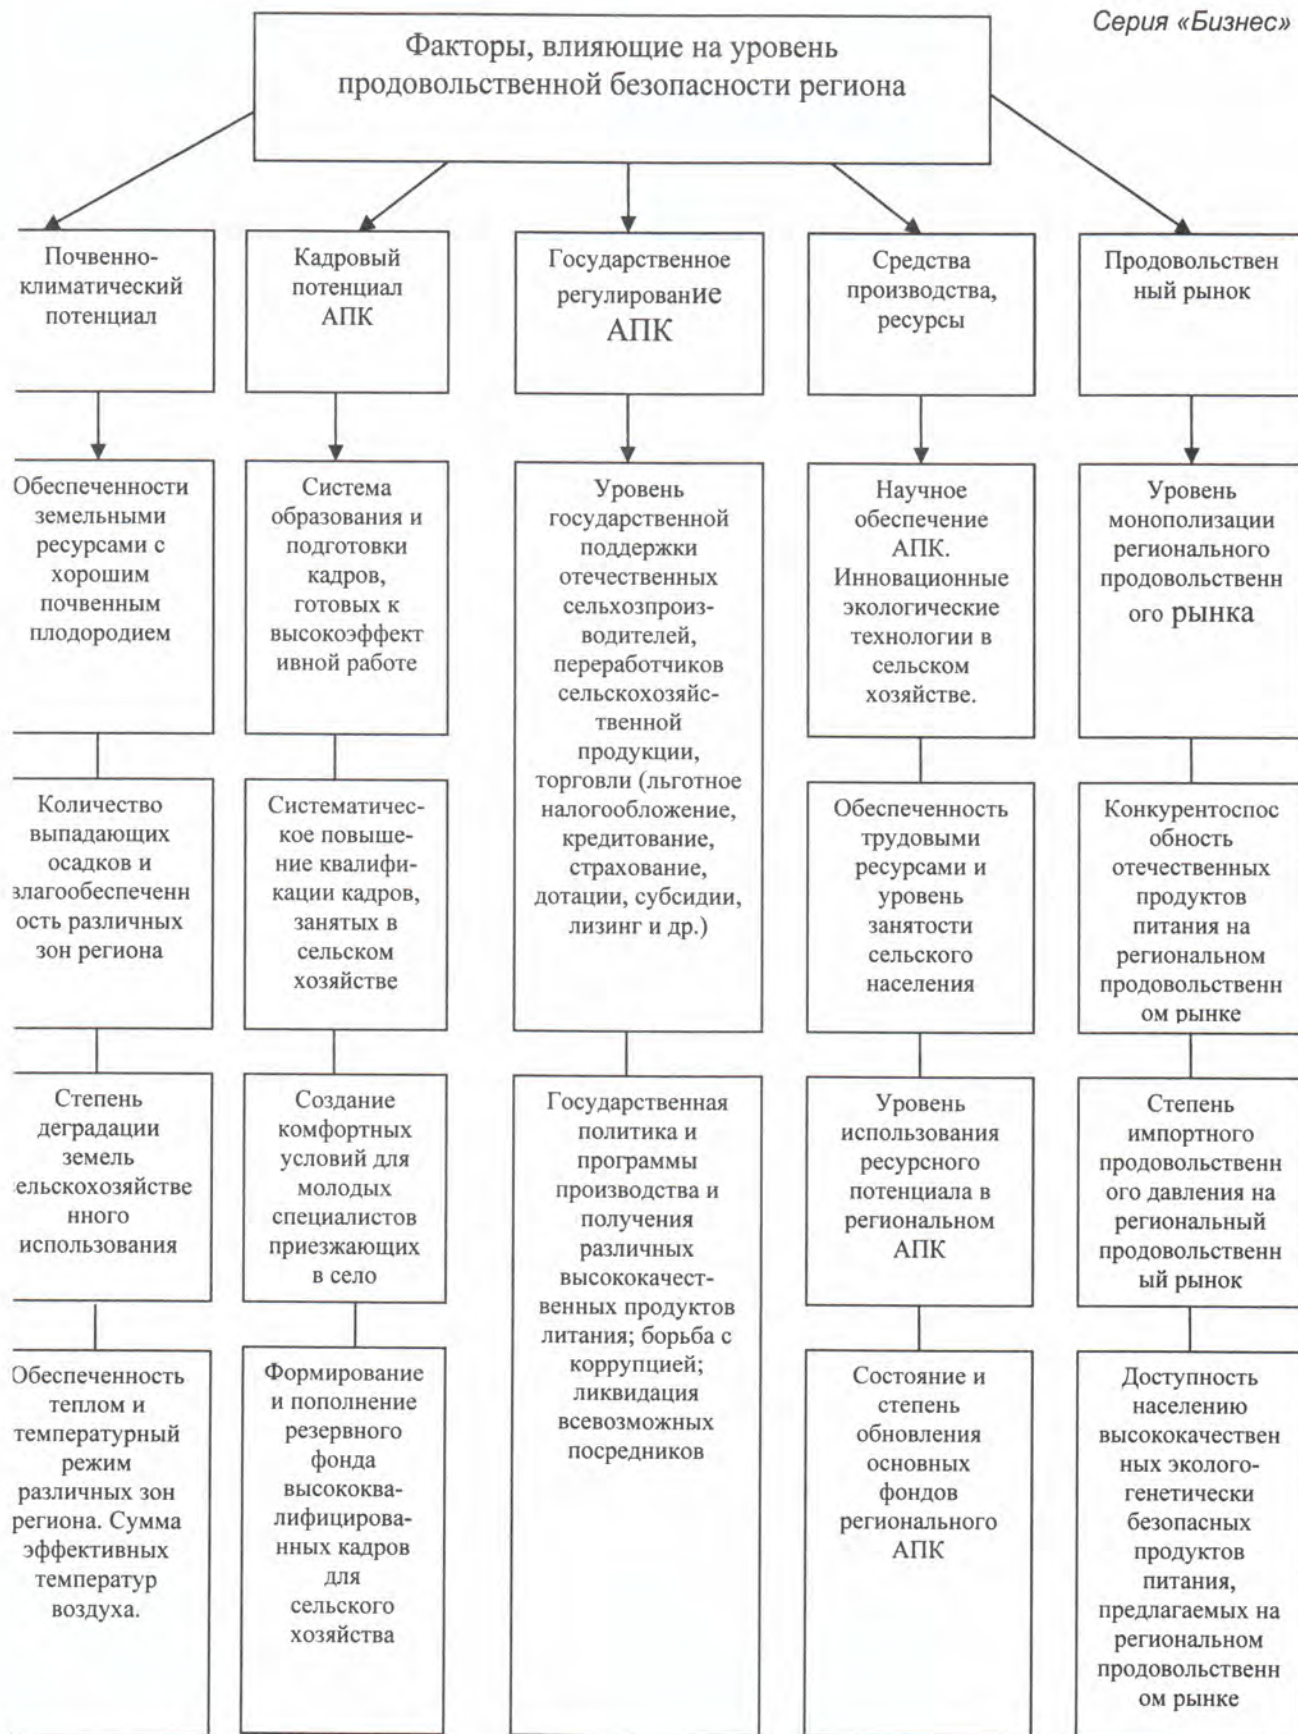 Серия «Бизнес»
Факторы, влияющие на уровень
продовольственной безопасности региона
Почвенно-
климатический
потенциал
Кадровый
потенциал
АПК
Государственное
регулирование
АПК
Средства
производства,
ресурсы
Продовольствен
ный рынок
Обеспеченности
земельными
ресурсами с
хорошим
почвенным
плодородием
Система
образования и
подготовки
кадров,
готовых к
высокоэффект
ивной работе
Уровень
государственной
поддержки
отечественных
сельхозпроиз-
водителей,
переработчиков
сельскохозяйс-
твенной
продукции,
торговли (льготное
налогообложение,
кредитование,
страхование,
дотации, субсидии,
лизинг и др.)
Научное
обеспечение
АПК.
Инновационные
экологические
технологии в
сельском
хозяйстве.
Уровень
монополизации
регионального
продовольственн
ого рынка
Количество
выпадающих
осадков и
влагообеспеченн
ость различных
зон региона
Систематичес-
кое повыше-
ние квалифи-
кации кадров,
занятых в
сельском
хозяйстве
Обеспеченность
трудовыми
ресурсами и
уровень
занятости
сельского
населения
Конкурентоспос
обность
отечественных
продуктов
питания на
региональном
продовольственн
ом рынке
Степень
деградации
земель
сельскохозяйстве
нного
использования
Создание
комфортных
условий для
молодых
специалистов
приезжающих
в село
Государственная
политика и
программы
производства и
получения
различных
высококачест-
венных продуктов
литания; борьба с
коррупцией;
ликвидация
всевозможных
посредников
Уровень
использования
ресурсного
потенциала в
региональном
АПК
Степень
импортного
продовольственн
ого давления на
региональный
продовольственн
ый рынок
Обеспеченность
теплом и
температурный
режим
различных зон
региона. Сумма
эффективных
температур
воздуха.
Формирование
и пополнение
резервного
фонда
высококва-
лифицирова-
нных кадров
для
сельского
хозяйства
Состояние и
степень
обновления
основных
фондов
регионального
АПК
Доступность
населению
высококачествен
ных эколого-
генетически
безопасных
продуктов
питания,
предлагаемых на
региональном
продовольственн
ом рынке